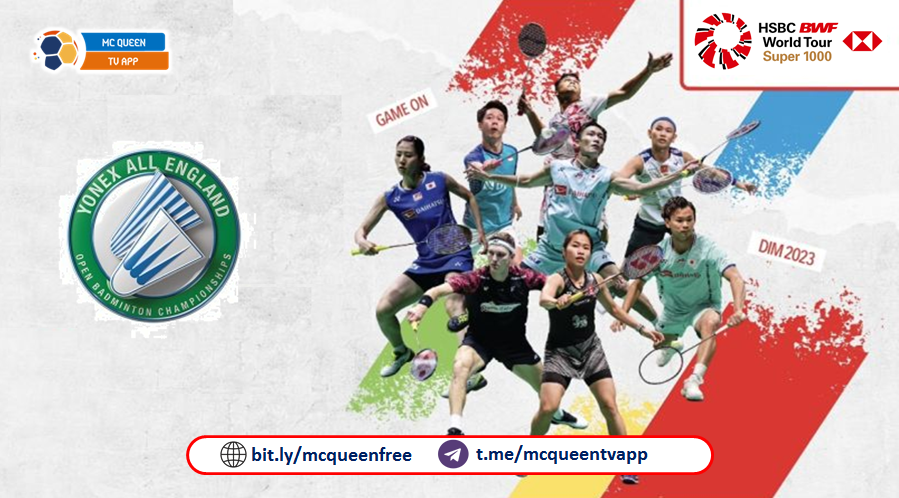 MC QUEEN
TV APP
HSBC BWF
World Tour
Super 1000
GAME ON
YONEX ALL ENGLAND
OPEN BADMINTON CHAMPIONSHIPS
DAIHATSU
DIM 2023
bit.ly/mcqueenfree
t.me/mcqueentvapp